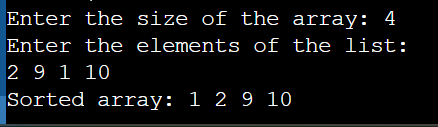 Enter the size of the array: 4
Enter the elements of the list:
2 9 1 10
Sorted array: 1 2 9 10